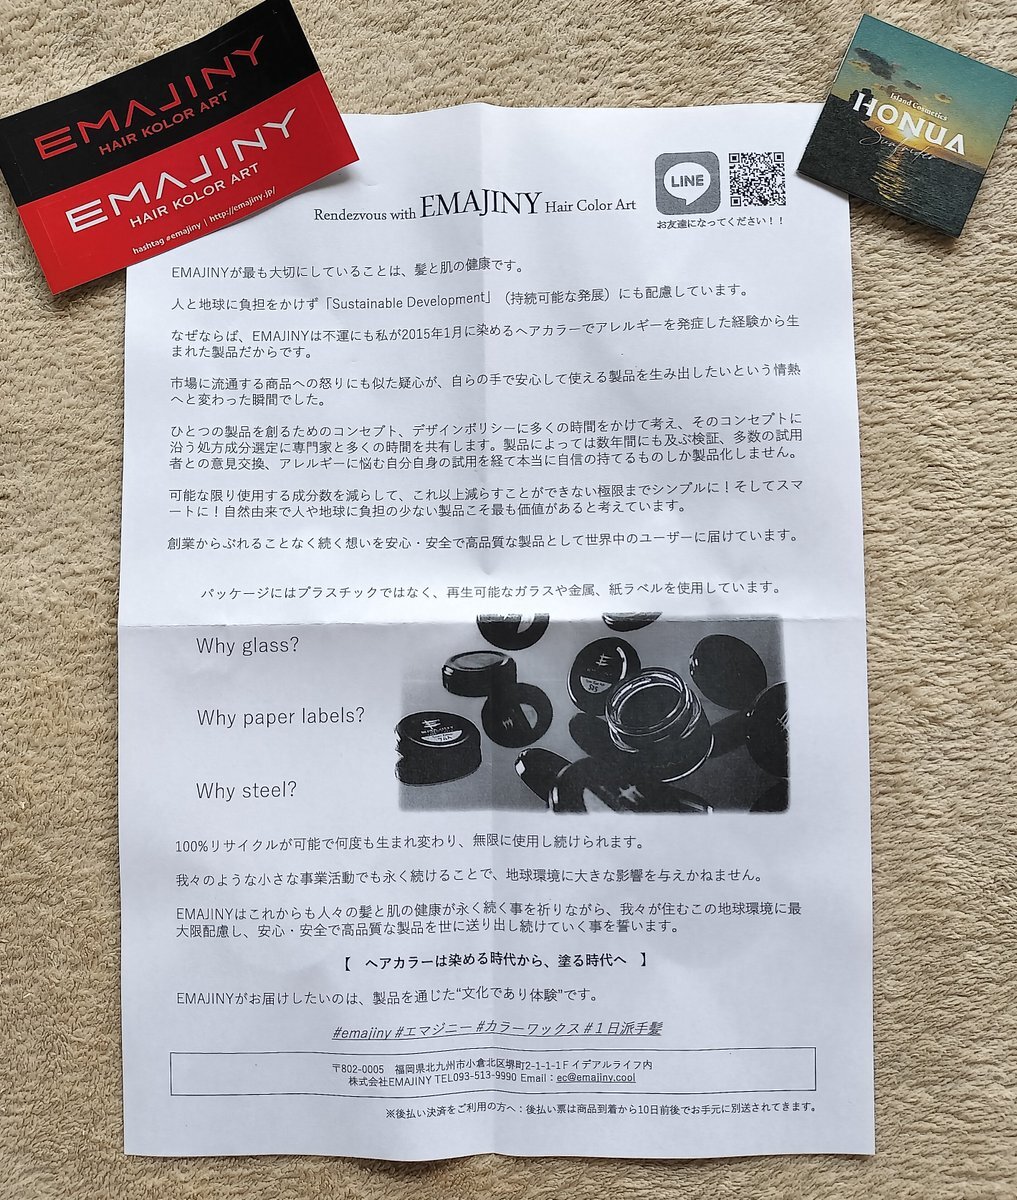 EMAJINY
HAIR KOLOR ART
EMAJINY
HAIR KOLOR ART
hashtag #emajiny | http://emajiny.jp/
Island Cosmetics
HONUA
Rendezvous with EMAJINY Hair Color Art
LINE
お友達になってください！！
EMAJINYが最も大切にしていることは、髪と肌の健康です。
人と地球に負担をかけず「Sustainable Development」（持続可能な発展）にも配慮しています。
なぜならば、EMAJINYは不運にも私が2015年1月に染めるヘアカラーでアレルギーを発症した経験から生
まれた製品だからです。
市場に流通する商品への怒りにも似た疑心が、自らの手で安心して使える製品を生み出したいという情熱
へと変わった瞬間でした。
ひとつの製品を創るためのコンセプト、デザインポリシーに多くの時間をかけて考え、そのコンセプトに
沿う処方成分選定に専門家と多くの時間を共有します。製品によっては数年間にも及ぶ検証、多数の試用
者との意見交換、アレルギーに悩む自分自身の試用を経て本当に自信の持てるものしか製品化しません。
可能な限り使用する成分数を減らして、これ以上減らすことができない極限までシンプルに！そしてスマ
ートに！自然由来で人や地球に負担の少ない製品こそ最も価値があると考えています。
創業からぶれることなく続く想いを安心・安全で高品質な製品として世界中のユーザーに届けています。
パッケージにはプラスチックではなく、再生可能なガラスや金属、紙ラベルを使用しています。
Why glass?
Why paper labels?
Why steel?
100%リサイクルが可能で何度も生まれ変わり、無限に使用し続けられます。
我々のような小さな事業活動でも永く続けることで、地球環境に大きな影響を与えかねません。
EMAJINYはこれからも人々の髪と肌の健康が永く続く事を祈りながら、我々が住むこの地球環境に最
大限配慮し、安心・安全で高品質な製品を世に送り出し続けていく事を誓います。
【　ヘアカラーは染める時代から、塗る時代へ　】
EMAJINYがお届けしたいのは、製品を通じた“文化であり体験”です。
#emajiny #エマジニー #カラーワックス #１日派手髪
〒802-0005　福岡県北九州市小倉北区堺町2-1-1-1Ｆイデアルライフ内
株式会社EMAJINY TEL093-513-9990 Email：ec@emajiny.cool
※後払い決済をご利用の方へ：後払い票は商品到着から10日前後でお手元に別送されてきます。